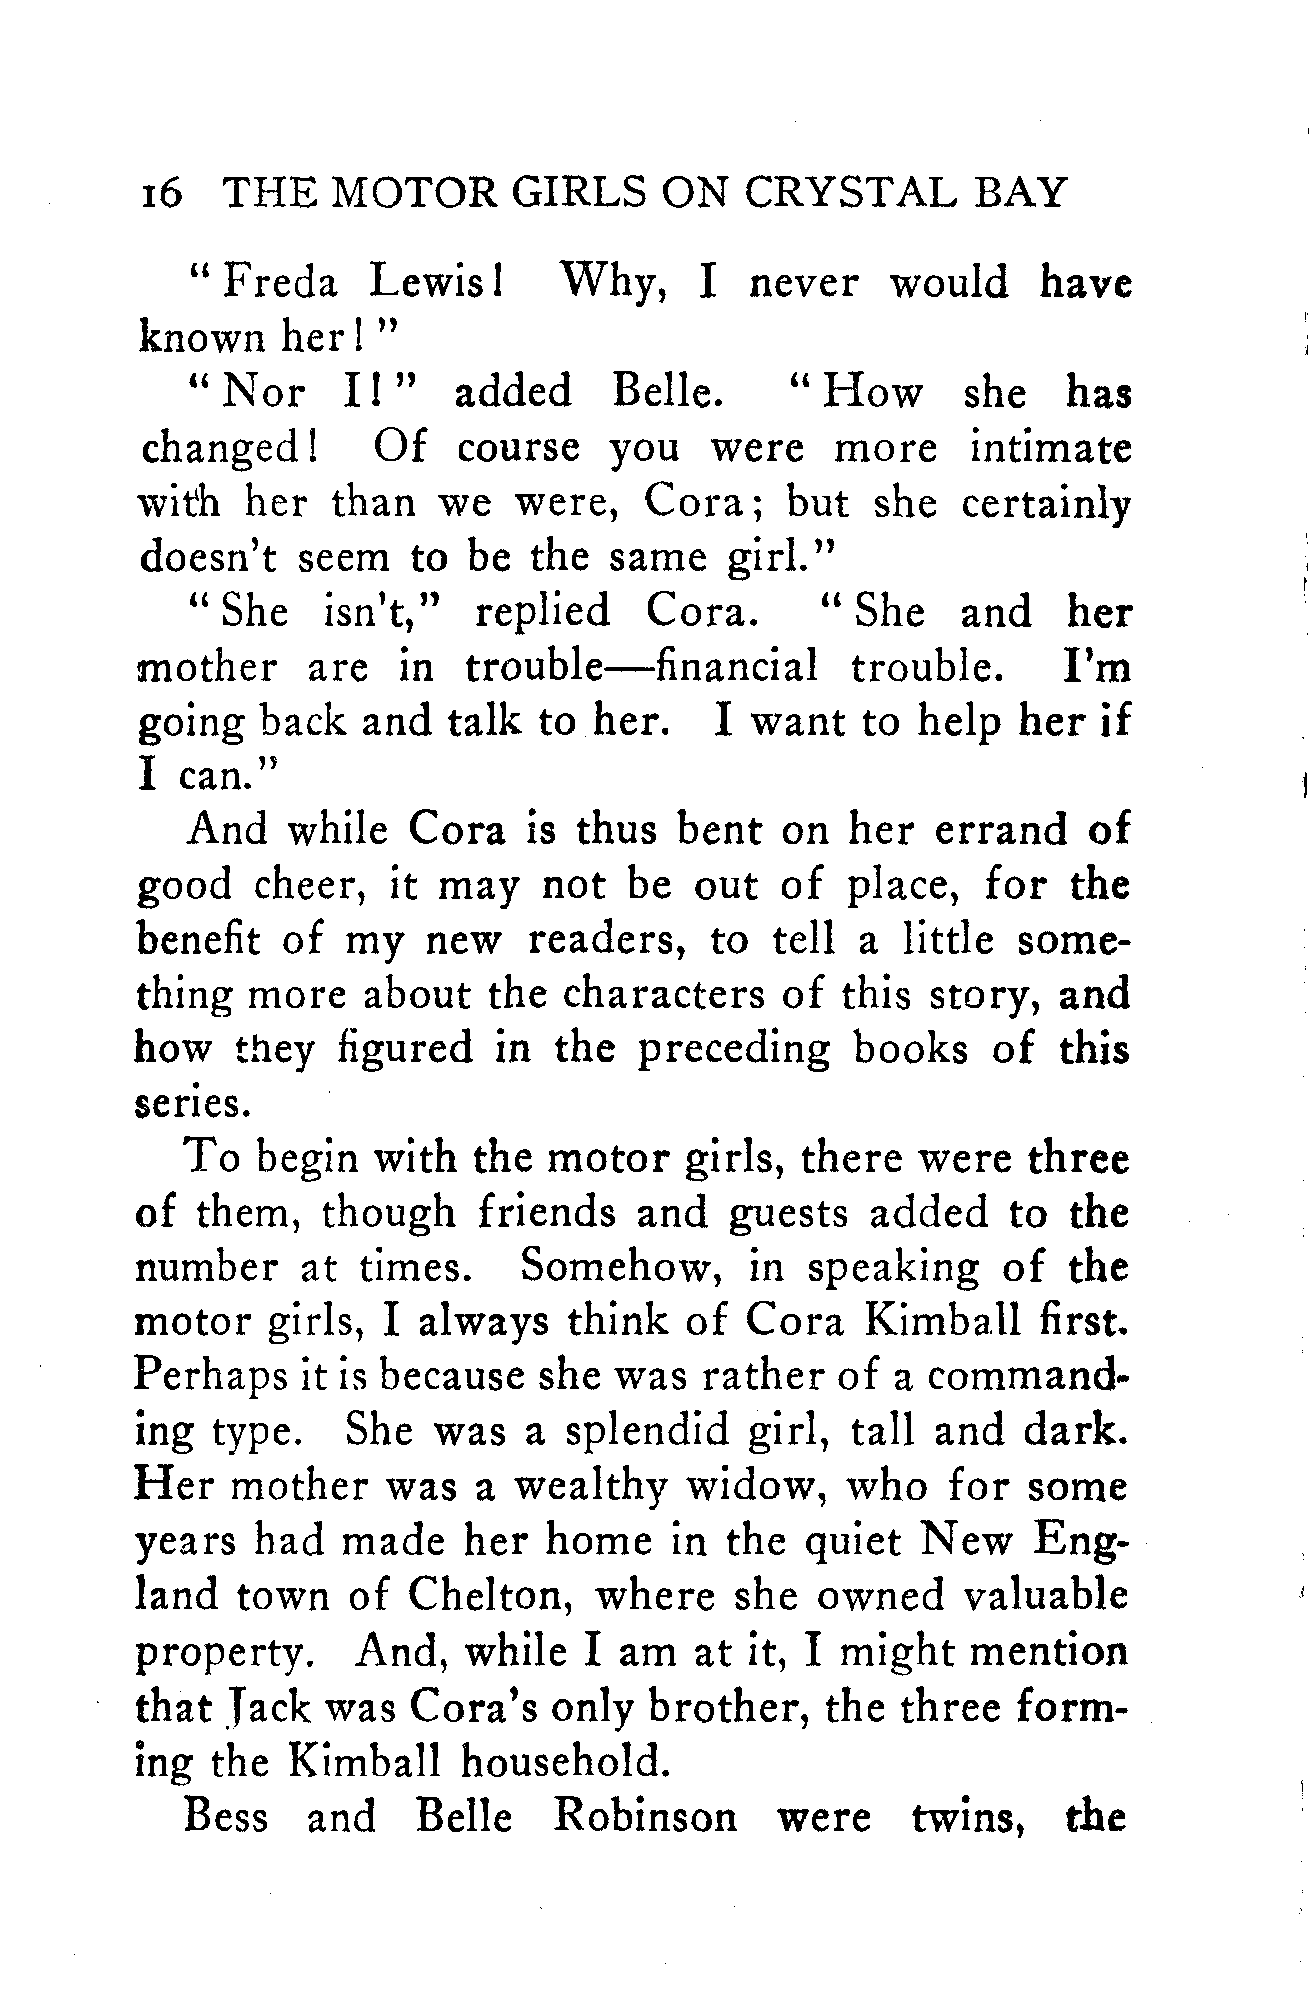 16 THE MOTOR GIRLS ON CRYSTAL BAY
" Freda Lewis! Why, I never would have
known her! "
" Nor I! " added Belle. " How she has
changed! Of course you were more intimate
with her than we were, Cora; but she certainly
doesn't seem to be the same girl."
" She isn't," replied Cora. " She and her
mother are in trouble—financial trouble. I'm
going back and talk to her. I want to help her if
I can."
And while Cora is thus bent on her errand of
good cheer, it may not be out of place, for the
benefit of my new readers, to tell a little some-
thing more about the characters of this story, and
how they figured in the preceding books of this
series.
To begin with the motor girls, there were three
of them, though friends and guests added to the
number at times. Somehow, in speaking of the
motor girls, I always think of Cora Kimball first.
Perhaps it is because she was rather of a command-
ing type. She was a splendid girl, tall and dark.
Her mother was a wealthy widow, who for some
years had made her home in the quiet New Eng-
land town of Chelton, where she owned valuable
property. And, while I am at it, I might mention
that Jack was Cora's only brother, the three form-
ing the Kimball household.
Bess and Belle Robinson were twins, the